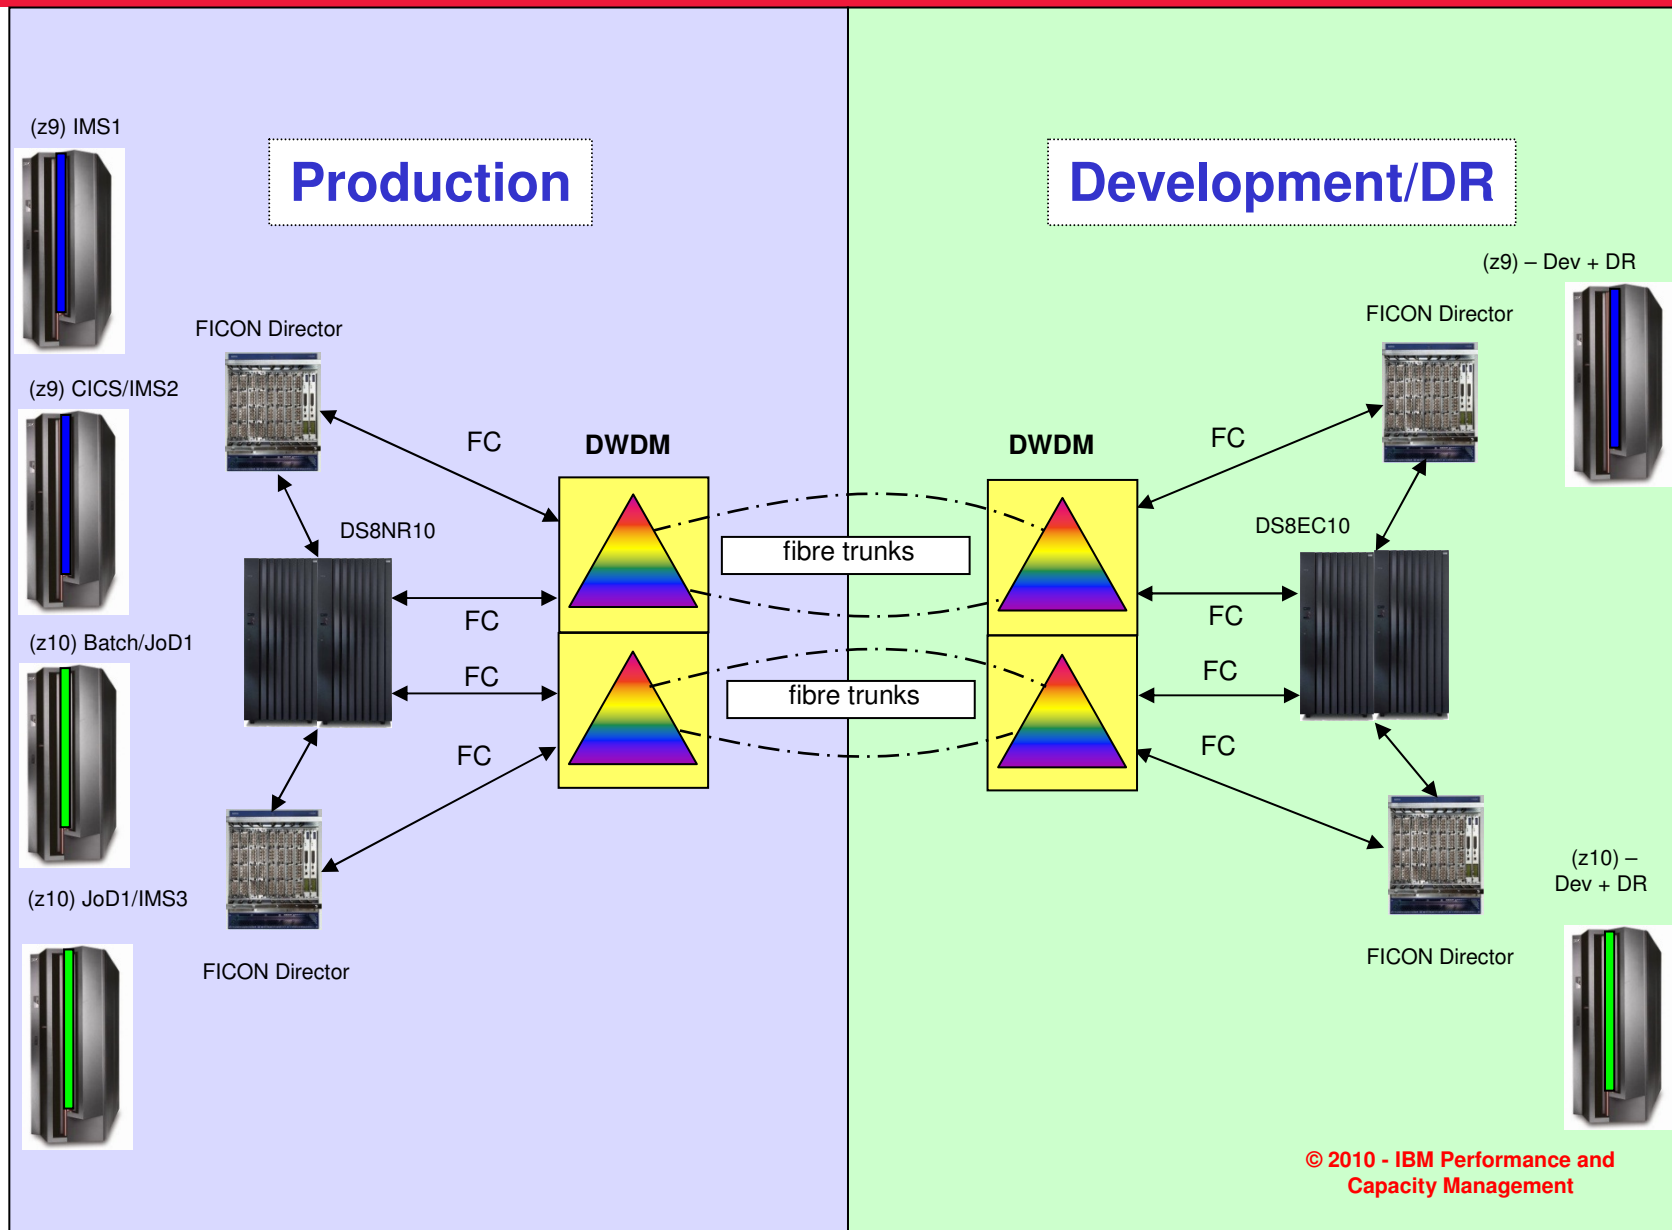 (z9) IMS1
Production
Development/DR
(z9) – Dev + DR
FICON Director
FICON Director
(z9) CICS/IMS2
FC
DWDM
DWDM
FC
DS8NR10
fibre trunks
DS8EC10
FC
FC
(z10) Batch/JoD1
FC
fibre trunks
FC
FC
FC
(z10) JoD1/IMS3
(z10) –
Dev + DR
FICON Director
FICON Director
© 2010 - IBM Performance and
Capacity Management